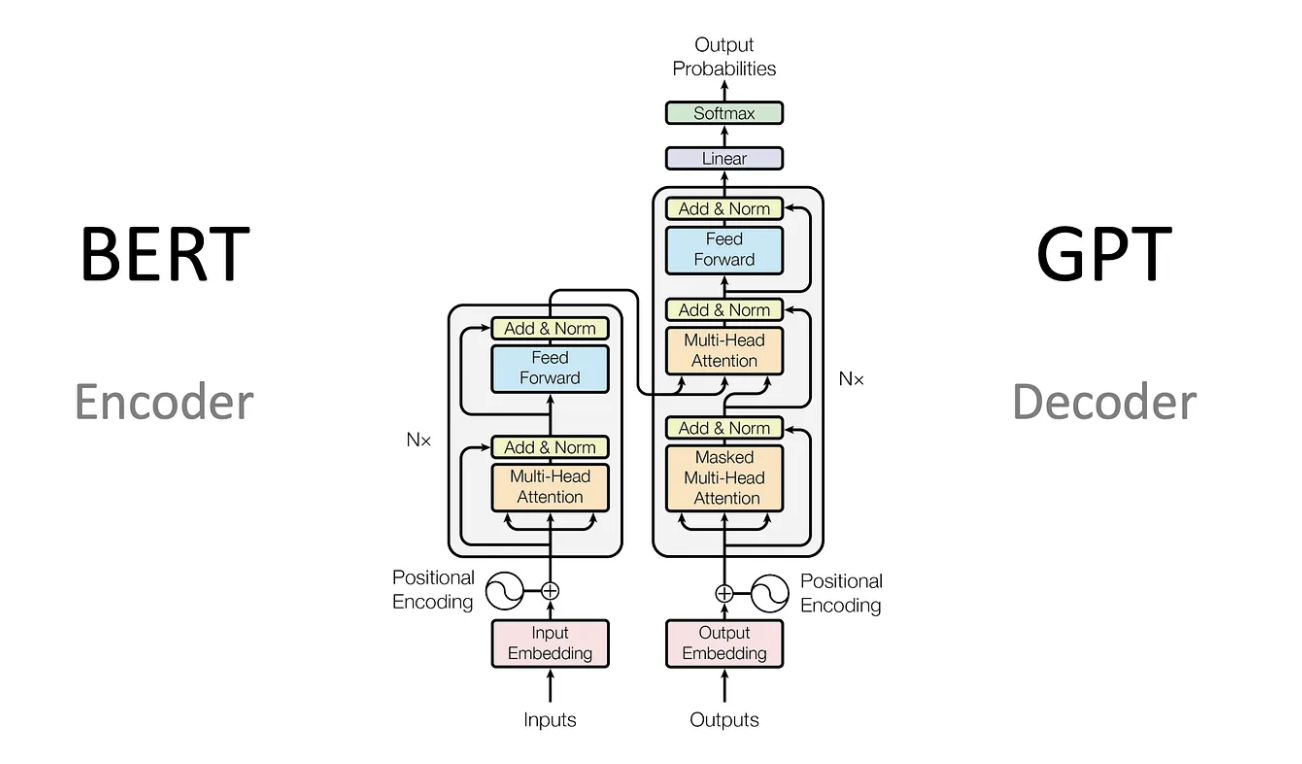 BERT
Encoder
Output
Probabilities
Softmax
Linear
Add & Norm
Feed
Forward
Add & Norm
Multi-Head
Attention
Add & Norm
Masked
Multi-Head
Attention
Nx
Positional
Encoding
Output
Embedding
Outputs
Add & Norm
Feed
Forward
Add & Norm
Multi-Head
Attention
Nx
Positional
Encoding
Input
Embedding
Inputs
GPT
Decoder